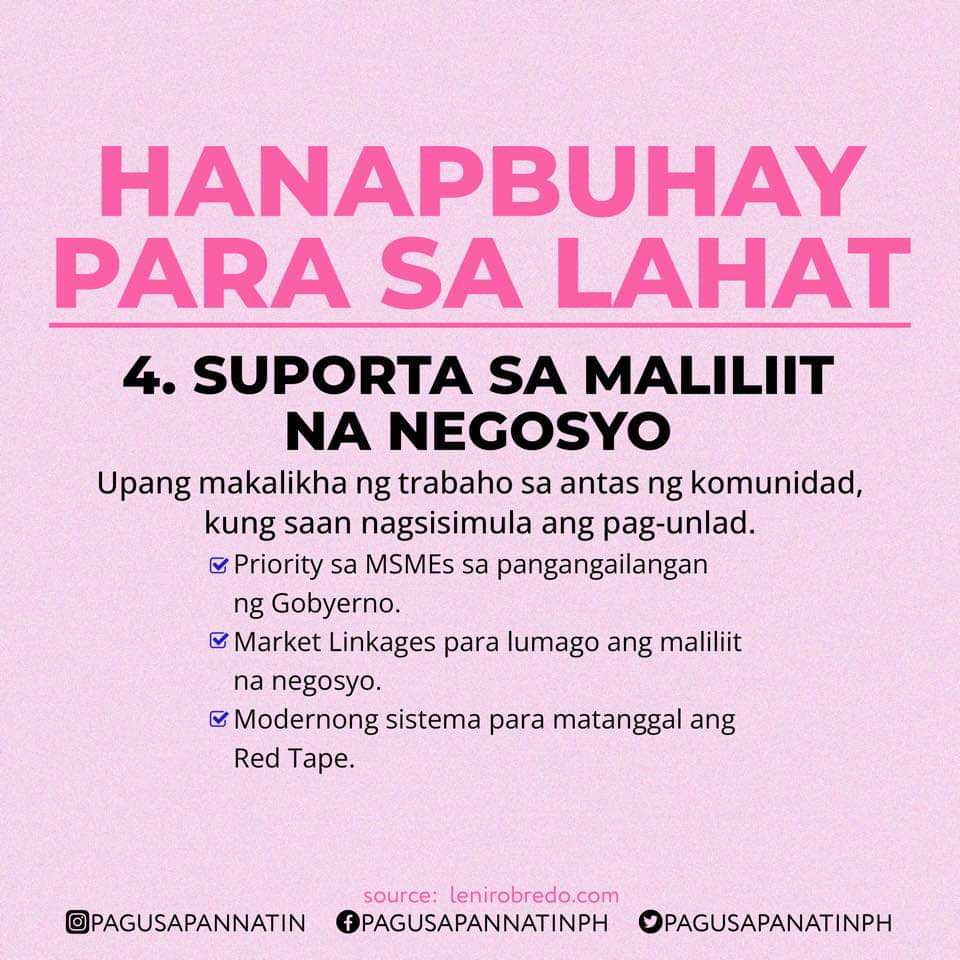 HANAPBUHAY
PARA SA LAHAT
4. SUPORTA SA MALILIIT
NA NEGOSYO
Upang makalikha ng trabaho sa antas ng komunidad,
kung saan nagsisimula ang pag-unlad.
Priority sa MSMEs sa pangangailangan
ng Gobyerno.
Market Linkages para lumago ang maliliit
na negosyo.
Modernong sistema para matanggal ang
Red Tape.
source: lenirobredo.com
PAGUSAPANNATIN PAGUSAPANNATINPH PAGUSAPANATINPH